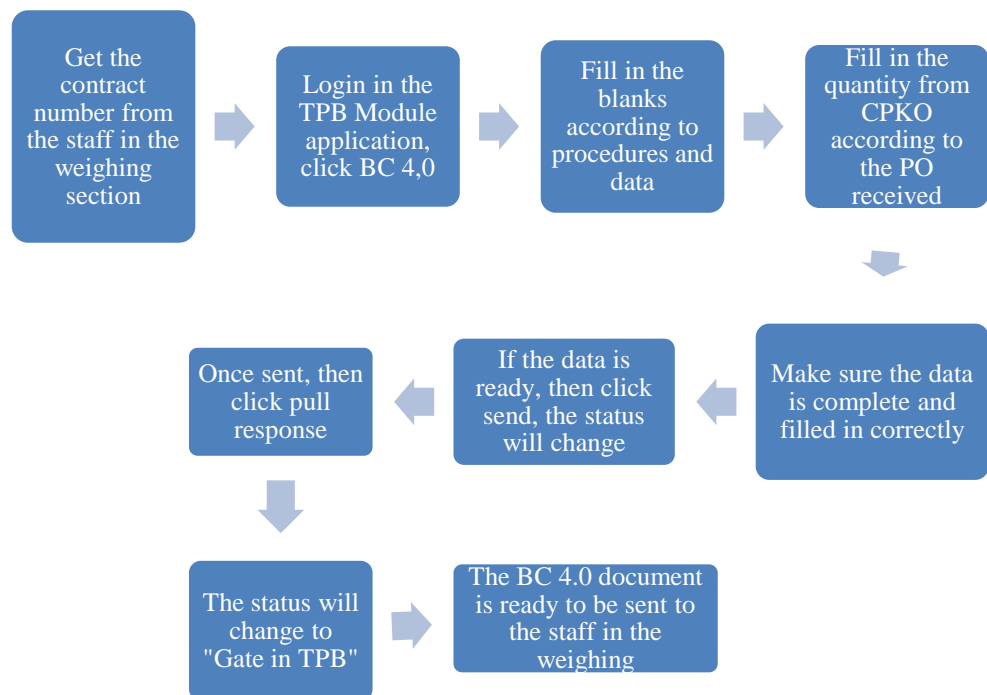 Get the
contract
number from
the staff in the
weighing
section
Login in the
TPB Module
application,
click BC 4,0
Fill in the
blanks
according to
procedures and
data
Fill in the
quantity from
CPKO
according to
the PO
received
Make sure the data
is complete and
filled in correctly
If the data is
ready, then click
send, the status
will change
Once sent, then
click pull
response
The status will
change to
"Gate in TPB"
The BC 4.0 document
is ready to be sent to
the staff in the
weighing